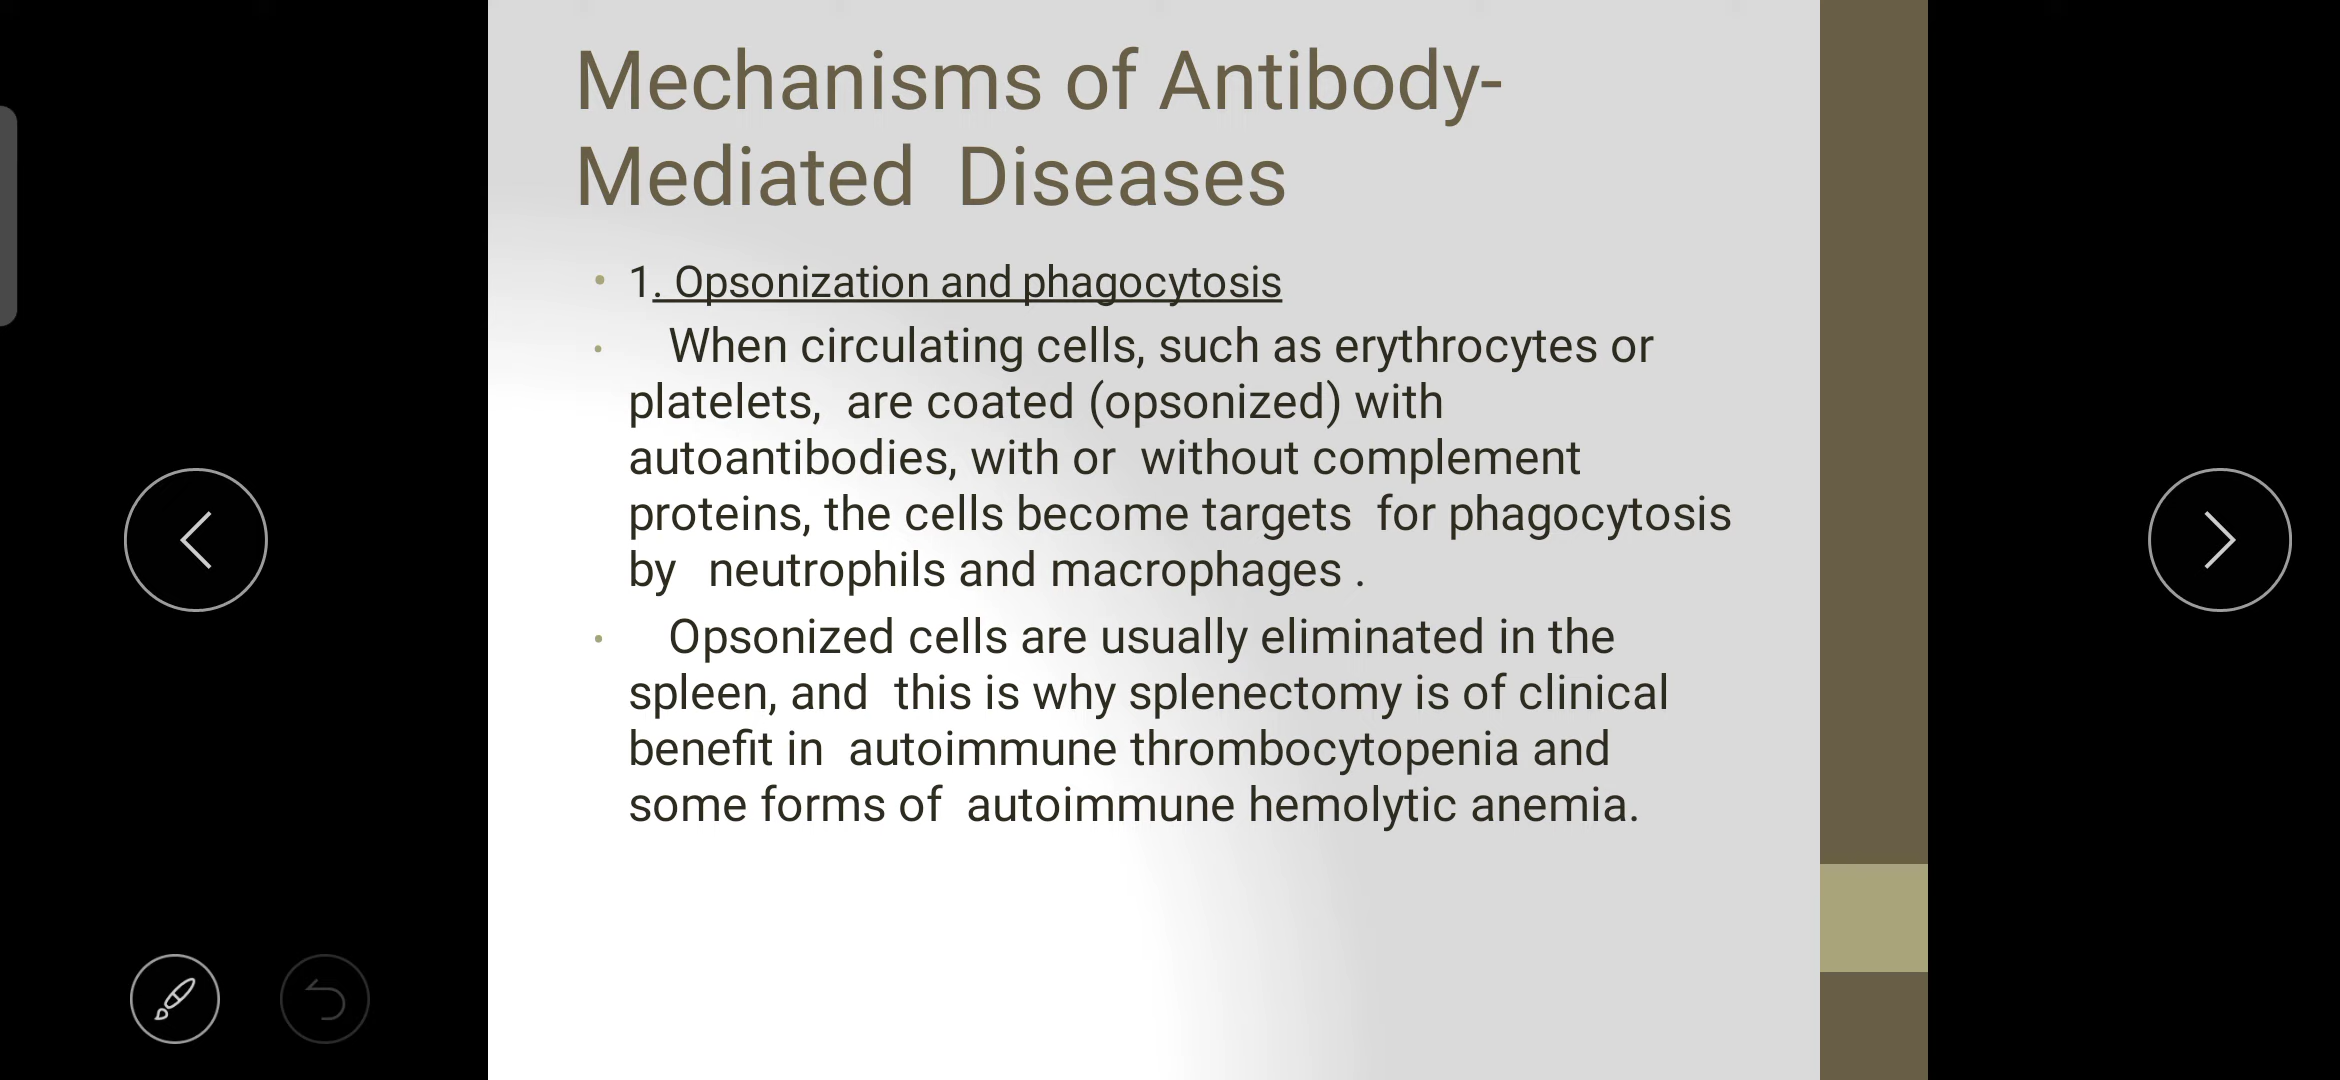 Mechanisms of Antibody-
Mediated  Diseases
• 1. Opsonization and phagocytosis
•    When circulating cells, such as erythrocytes or
platelets,  are coated (opsonized) with
autoantibodies, with or  without complement
proteins, the cells become targets  for phagocytosis
by   neutrophils and macrophages .
•    Opsonized cells are usually eliminated in the
spleen, and  this is why splenectomy is of clinical
benefit in  autoimmune thrombocytopenia and
some forms of  autoimmune hemolytic anemia.